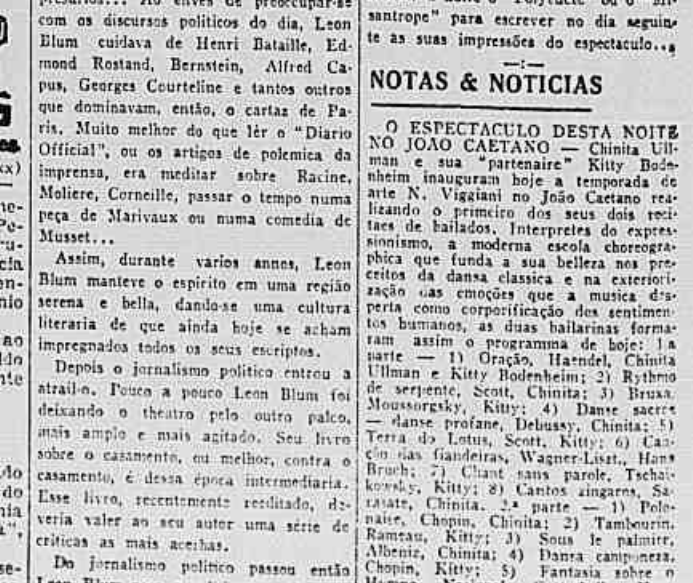 com os discursos politicos do dia, Leon
Blum cuidava de Henri Bataille, Ed-
mond Rostand, Bernstein, Alfred Ca-
pus, Georges Courteline e tantos outros
que dominavam, então, o cartas de Pa-
ris. Muito melhor do que lêr o "Diario
Official", ou os artigos de polemica da
imprensa, era meditar sobre Racine,
Moliere, Corneille, passar o tempo numa
peça de Marivaux ou numa comedia de
Musset...
Assim, durante varios annos, Leon
Blum manteve o espirito em uma região
serena e bella, dando-se uma cultura
literaria de que ainda hoje se acham
impregnados todos os seus escriptos.
Depois o jornalismo politico entrou a
atrail-o. Pouco a pouco Leon Blum foi
deixando o theatro pelo outro palco,
mais amplo e mais agitado. Seu livro
sobre o casamento, ou melhor, contra o
casamento, é dessa época intermediaria.
Esse livro, recentemente reeditado, de-
veria valer ao seu autor uma série de
criticas as mais acerbas.
Do jornalismo politico passou então
santrope" para escrever no dia seguin-
te as suas impressões do espectaculo...
NOTAS & NOTICIAS
O ESPECTACULO DESTA NOITE
NO JOÃO CAETANO — Chinita Ull-
man e sua "partenaire" Kitty Bode-
nheim inauguram hoje a temporada de
arte N. Viggiani no João Caetano rea-
lizando o primeiro dos seus dois reci-
taes de bailados. Interpretes do expres-
sionismo, a moderna escola choreogra-
phica que funda a sua belleza nos pre-
ceitos da dansa classica e na exteriori-
zação das emoções que a musica des-
perta como corporificação dos sentimen-
tos humanos, as duas bailarinas forma-
ram assim o programma de hoje: 1a
parte — 1) Oração, Haendel, Chinita
Ullman e Kitty Bodenheim; 2) Rythmo
de serpente, Scott, Chinita; 3) Bruxa,
Moussorgsky, Kitty; 4) Danse sacre
— danse profane, Debussy, Chinita; 5)
Terra do Lotus, Scott, Kitty; 6) Can-
ção das fiandeiras, Wagner-Liszt, Hans
Bruch; 7) Chant sans parole, Tschai-
kowsky, Kitty; 8) Cantos zingaros, Sa-
rasate, Chinita. 2.ª parte — 1) Polo-
naise, Chopin, Chinita; 2) Tambourin,
Rameau, Kitty; 3) Sous le palmier,
Albeniz, Chinita; 4) Dansa camponeza,
Chopin, Kitty; 5) Fantasia sobre o